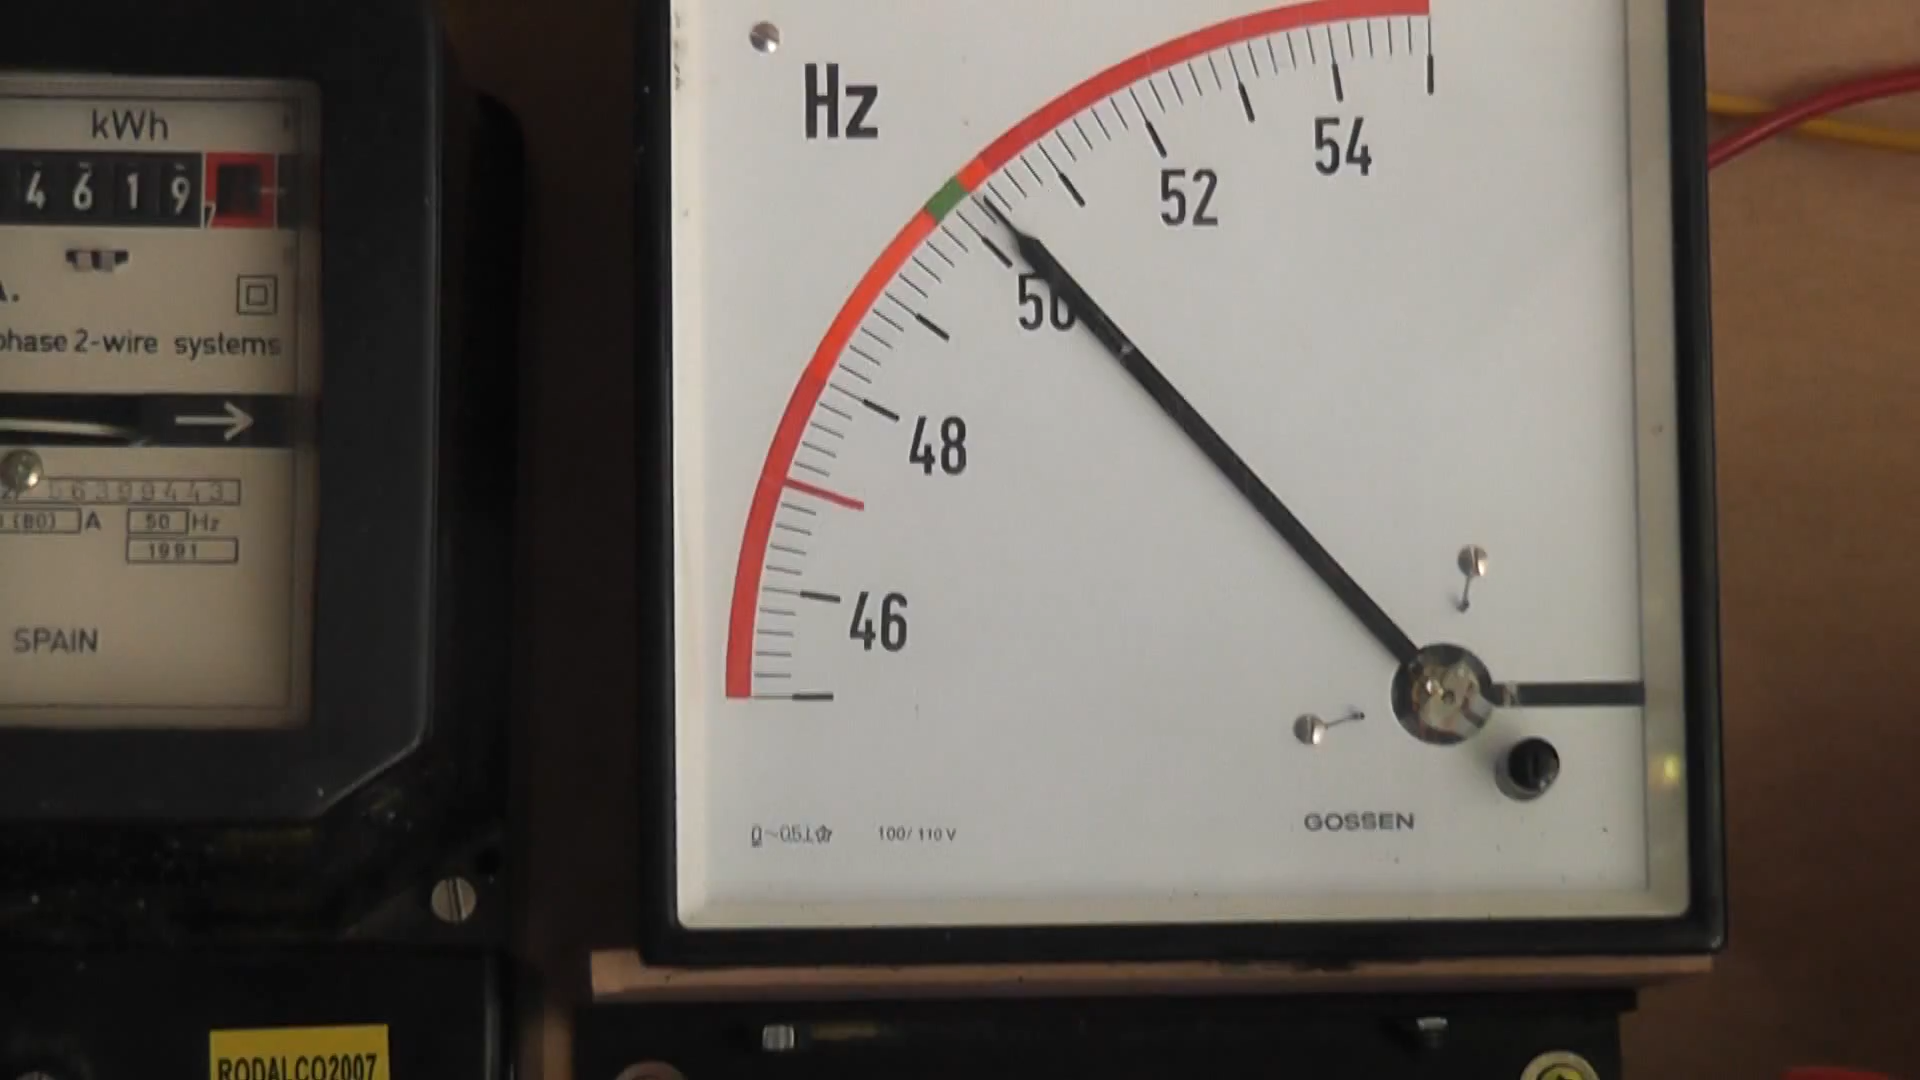 kWh
4 6 1 9
A.
phase 2-wire systems
(80) A 50 Hz
1991
SPAIN
RODALCO2007
Hz
54
52
50
48
46
100/110 V
GOSSEN